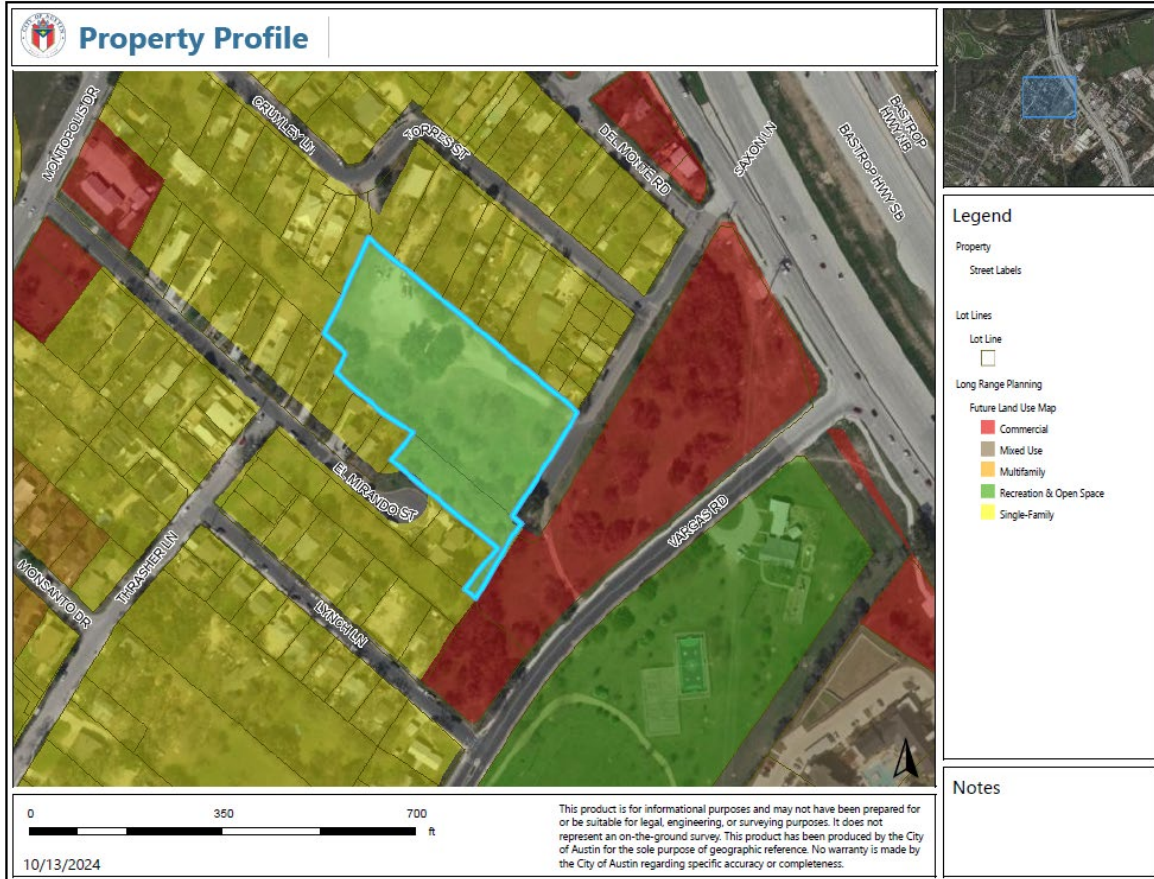 CITY OF AUSTIN
Property Profile
MONTOPOLIS DR
CRUMLEY LN
TORRES ST
DEL MONTE RD
SAXON LN
BASTROP HWY SB
BASTROP
HWY NB
EL MIRANDO ST
VARGAS RD
THRASHER LN
LYNCH LN
MONSANTO DR
Legend
Property
Street Labels
Lot Lines
Lot Line
Long Range Planning
Future Land Use Map
Commercial
Mixed Use
Multifamily
Recreation & Open Space
Single-Family
Notes
0 350 700
ft
10/13/2024
This product is for informational purposes and may not have been prepared for
or be suitable for legal, engineering, or surveying purposes. It does not
represent an on-the-ground survey. This product has been produced by the City
of Austin for the sole purpose of geographic reference. No warranty is made by
the City of Austin regarding specific accuracy or completeness.